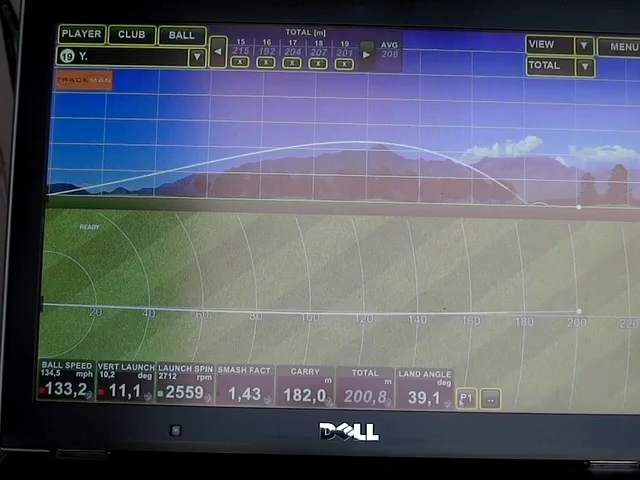 PLAYER CLUB BALL
TOTAL [m]
15 16 17 18 19
215 192 204 207 201
x x x x x
AVG
208
VIEW
MENU
19 Y.
TOTAL
TRACKMAN
READY
20 40 60 80 100 120 140 160 180 200 220
BALL SPEED
134,5 mph
133,2
VERT LAUNCH
10,2 deg
11,1
LAUNCH SPIN
2712 rpm
2559
SMASH FACT.
1,43
CARRY
m
182,0
TOTAL
m
200,8
LAND ANGLE
deg
39,1
P1
..
DELL